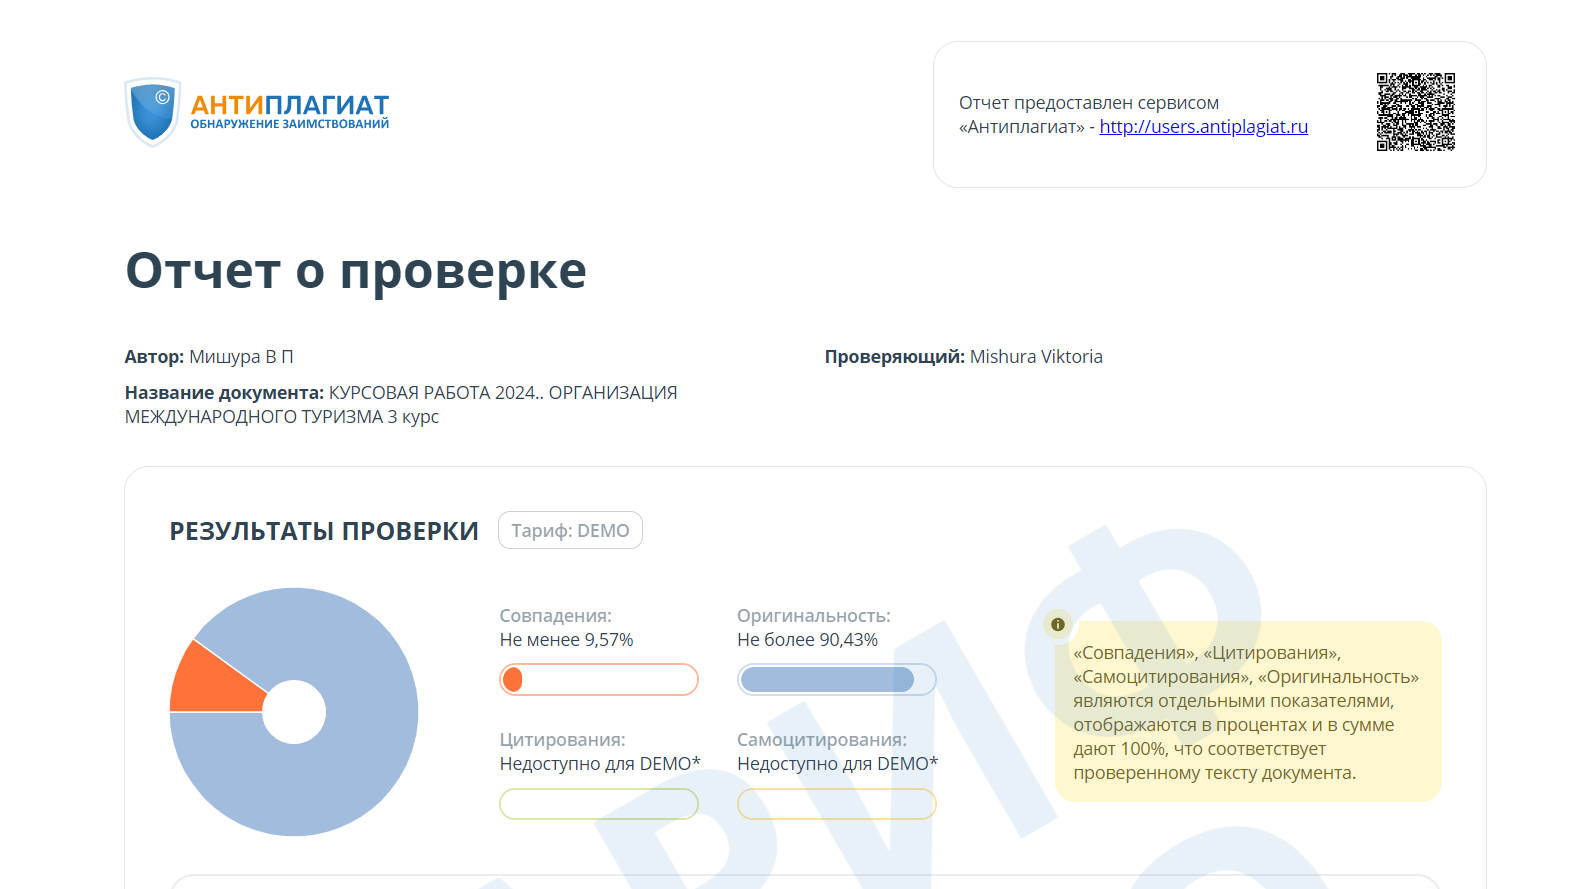 ©
АНТИПЛАГИАТ
ОБНАРУЖЕНИЕ ЗАИМСТВОВАНИЙ
Отчет предоставлен сервисом
«Антиплагиат» - http://users.antiplagiat.ru
Отчет о проверке
Автор: Мишура В П
Проверяющий: Mishura Viktoria
Название документа: КУРСОВАЯ РАБОТА 2024.. ОРГАНИЗАЦИЯ
МЕЖДУНАРОДНОГО ТУРИЗМА 3 курс
РЕЗУЛЬТАТЫ ПРОВЕРКИ
Тариф: DEMO
Совпадения:
Не менее 9,57%
Оригинальность:
Не более 90,43%
Цитирования:
Недоступно для DEMO*
Самоцитирования:
Недоступно для DEMO*
«Совпадения», «Цитирования»,
«Самоцитирования», «Оригинальность»
являются отдельными показателями,
отображаются в процентах и в сумме
дают 100%, что соответствует
проверенному тексту документа.